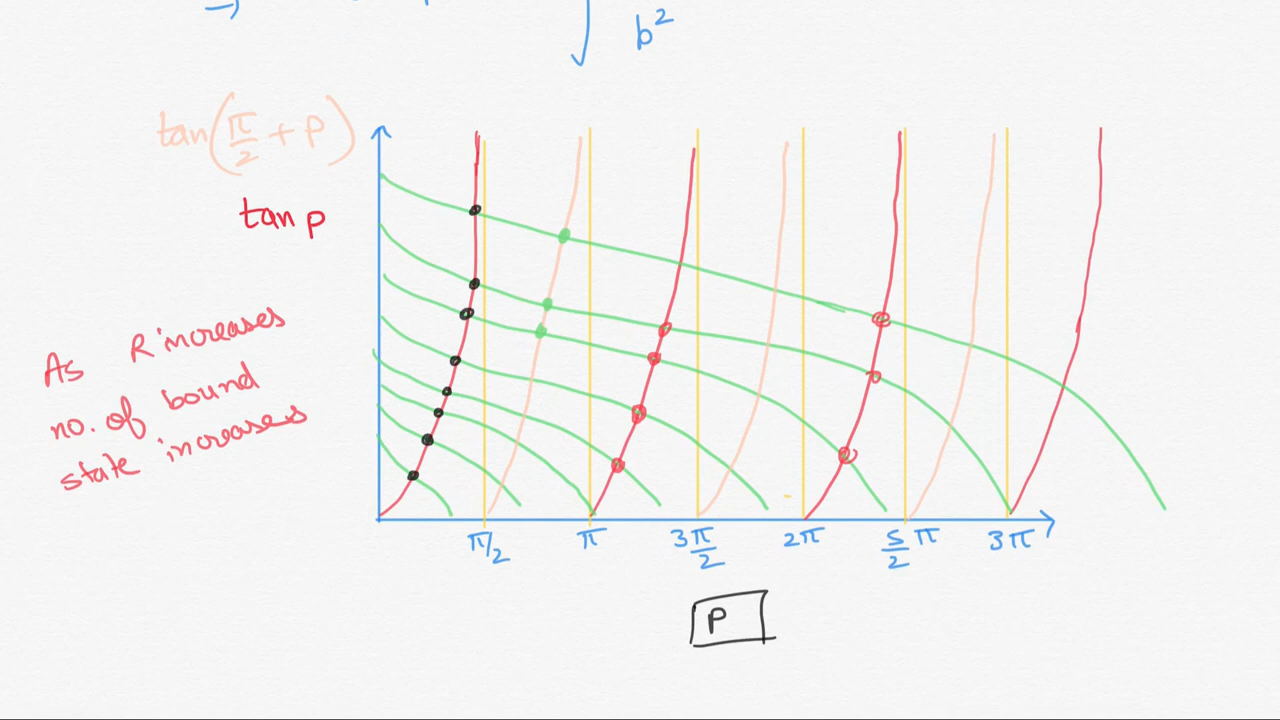 b²
tan(π/2 + P)
tan p
As R increases
no. of bound
state increases
π/2 π 3π/2 2π 5/2 π 3π
P